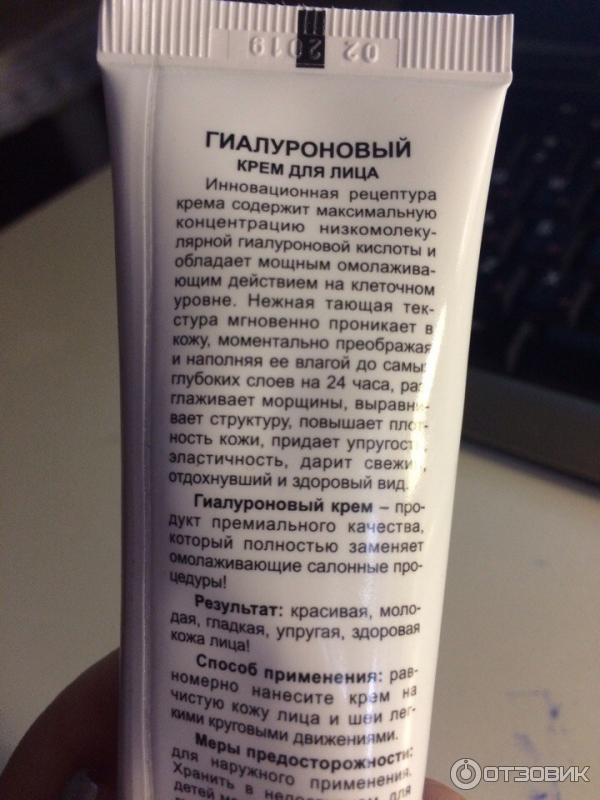 02 2019
ГИАЛУРОНОВЫЙ
КРЕМ ДЛЯ ЛИЦА
Инновационная рецептура
крема содержит максимальную
концентрацию низкомолеку-
лярной гиалуроновой кислоты и
обладает мощным омолажива-
ющим действием на клеточном
уровне. Нежная тающая тек-
стура мгновенно проникает в
кожу, моментально преображая
и наполняя ее влагой до самы
глубоких слоев на 24 часа, раз
глаживает морщины, выравни-
вает структуру, повышает плот-
ность кожи, придает упругость
эластичность, дарит свежий,
отдохнувший и здоровый вид.
Гиалуроновый крем – про-
дукт премиального качества,
который полностью заменяет
омолаживающие салонные про-
цедуры!
Результат: красивая, моло-
дая, гладкая, упругая, здоровая
кожа лица!
Способ применения: рав-
номерно нанесите крем на
чистую кожу лица и шеи лег-
кими круговыми движениями.
Меры предосторожности:
для наружного применения.
Хранить в для
детей
ОТЗОВИК